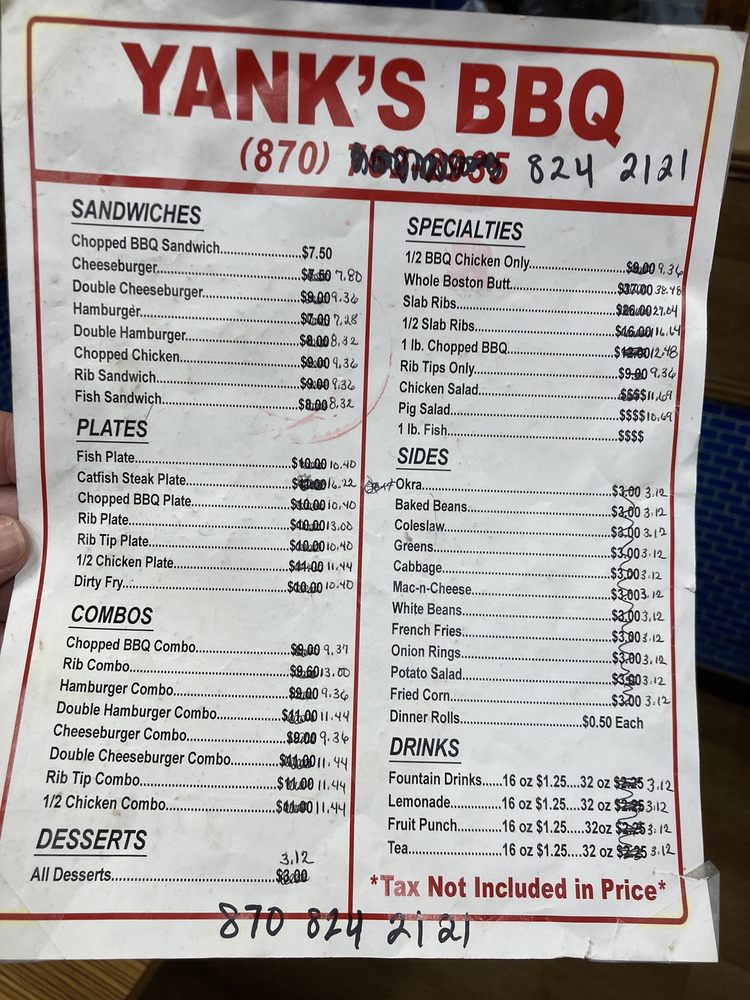 YANK'S BBQ
(870) 824 2121
SANDWICHES
Chopped BBQ Sandwich.....$7.50
Cheeseburger.....$7.50 7.80
Double Cheeseburger.....$9.00 9.36
Hamburger.....$7.00 7.28
Double Hamburger.....$8.00 8.32
Chopped Chicken.....$9.00 9.36
Rib Sandwich.....$9.00 9.36
Fish Sandwich.....$8.00 8.32
PLATES
Fish Plate.....$10.00 10.40
Catfish Steak Plate.....16.22
Chopped BBQ Plate.....$10.00 10.40
Rib Plate.....$10.00 13.00
Rib Tip Plate.....$10.00 10.40
1/2 Chicken Plate.....$11.00 11.44
Dirty Fry.....$10.00 10.40
COMBOS
Chopped BBQ Combo.....$9.00 9.37
Rib Combo.....$9.60 13.00
Hamburger Combo.....$9.00 9.36
Double Hamburger Combo.....$11.00 11.44
Cheeseburger Combo.....$9.00 9.36
Double Cheeseburger Combo.....$11.00 11.44
Rib Tip Combo.....$11.00 11.44
1/2 Chicken Combo.....$11.00 11.44
DESSERTS
3.12
All Desserts.....$3.00
SPECIALTIES
1/2 BBQ Chicken Only.....$9.00 9.36
Whole Boston Butt.....$37.00 38.48
Slab Ribs.....$26.00 27.04
1/2 Slab Ribs.....$16.00 16.64
1 lb. Chopped BBQ.....$12.00 12.48
Rib Tips Only.....$9.00 9.36
Chicken Salad.....$$$$ 11.69
Pig Salad.....$$$$ 10.69
1 lb. Fish.....$$$$
SIDES
Okra.....$3.00 3.12
Baked Beans.....$3.00 3.12
Coleslaw.....$3.00 3.12
Greens.....$3.00 3.12
Cabbage.....$3.00 3.12
Mac-n-Cheese.....$3.00 3.12
White Beans.....$3.00 3.12
French Fries.....$3.00 3.12
Onion Rings.....$3.00 3.12
Potato Salad.....$3.00 3.12
Fried Corn.....$3.00 3.12
Dinner Rolls.....$0.50 Each
DRINKS
Fountain Drinks......16 oz $1.25....32 oz $2.25 3.12
Lemonade.....16 oz $1.25....32 oz $2.25 3.12
Fruit Punch.....16 oz $1.25....32oz $2.25 3.12
Tea.....16 oz $1.25....32 oz $2.25 3.12
*Tax Not Included in Price*
870 824 2121